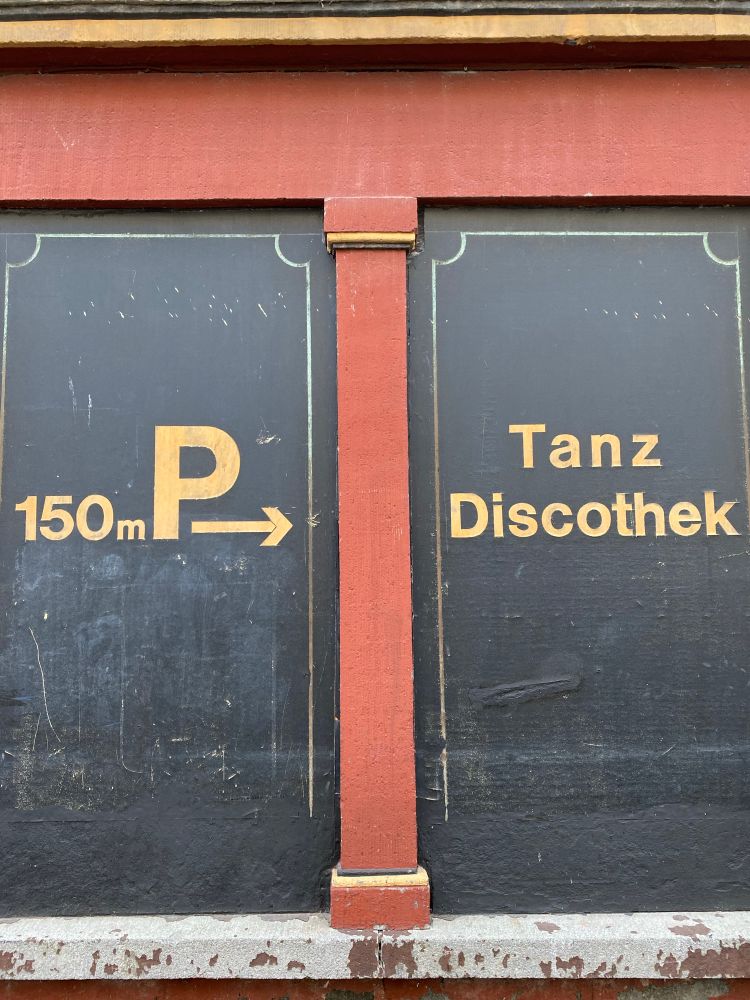 150m P →
Tanz
Discothek